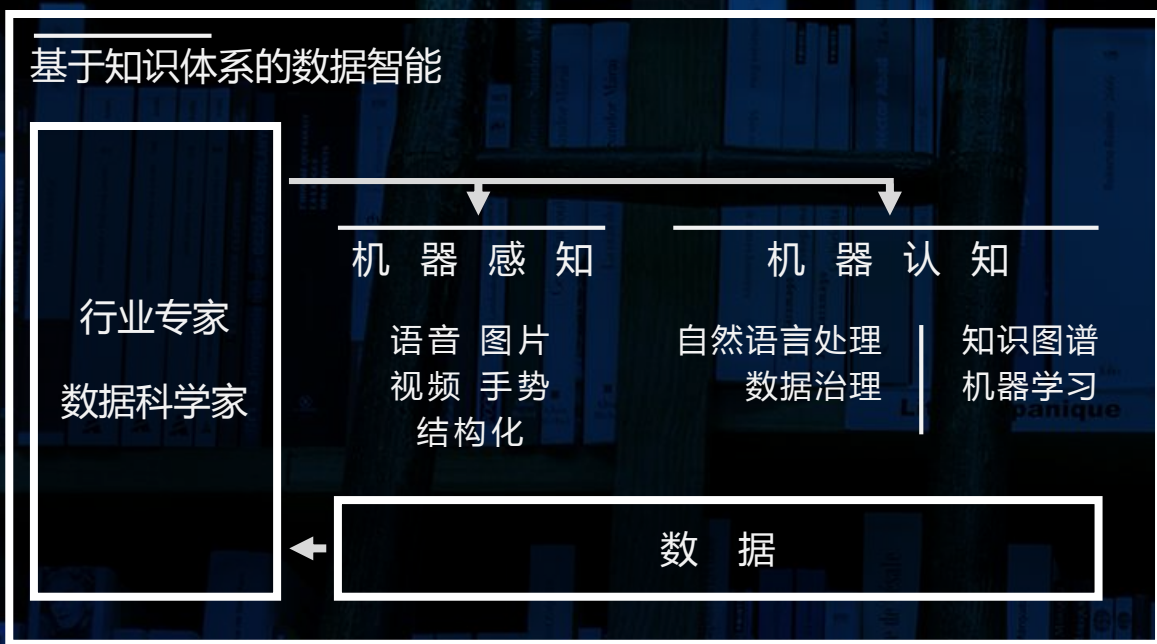 基于知识体系的数据智能
行业专家
数据科学家
机器感知
语音 图片
视频 手势
结构化
机器认知
自然语言处理
数据治理
知识图谱
机器学习
数据